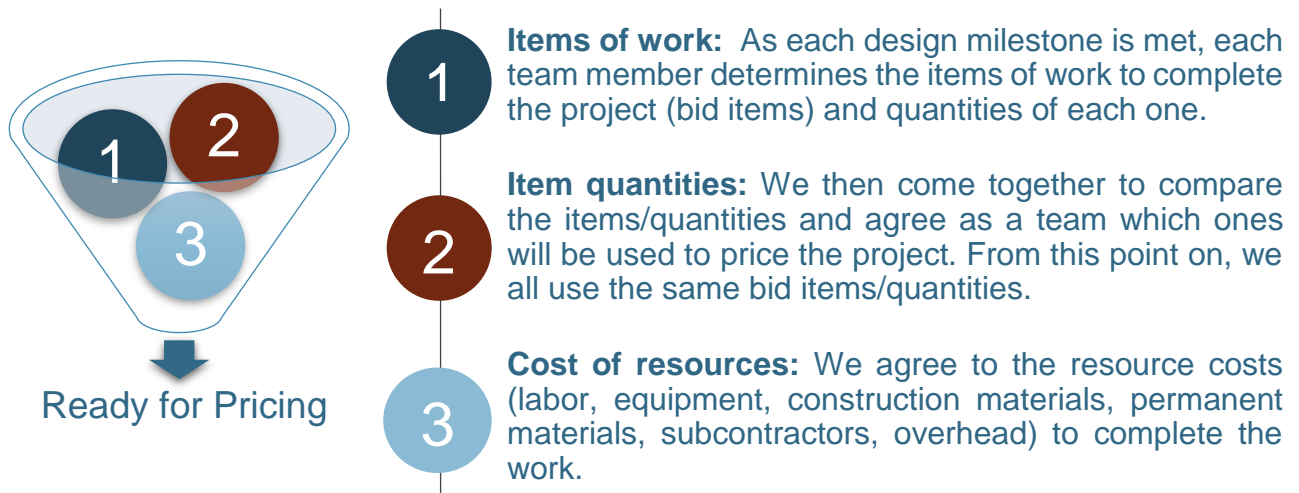 1
2
3
Ready for Pricing
1
Items of work: As each design milestone is met, each
team member determines the items of work to complete
the project (bid items) and quantities of each one.
2
Item quantities: We then come together to compare
the items/quantities and agree as a team which ones
will be used to price the project. From this point on, we
all use the same bid items/quantities.
3
Cost of resources: We agree to the resource costs
(labor, equipment, construction materials, permanent
materials, subcontractors, overhead) to complete the
work.